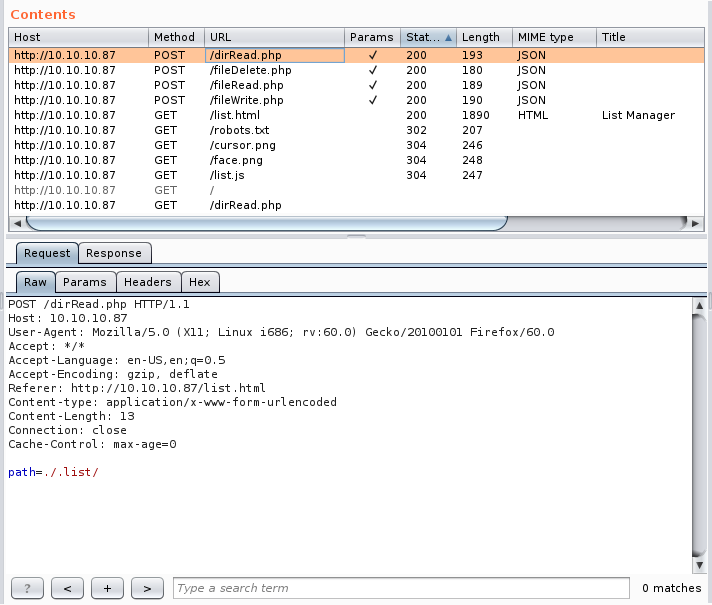 Contents
Host Method URL Params Stat... ▲ Length MIME type Title
http://10.10.10.87 POST /dirRead.php ✓ 200 193 JSON
http://10.10.10.87 POST /fileDelete.php ✓ 200 180 JSON
http://10.10.10.87 POST /fileRead.php ✓ 200 189 JSON
http://10.10.10.87 POST /fileWrite.php ✓ 200 190 JSON
http://10.10.10.87 GET /list.html 200 1890 HTML List Manager
http://10.10.10.87 GET /robots.txt 302 207
http://10.10.10.87 GET /cursor.png 304 246
http://10.10.10.87 GET /face.png 304 248
http://10.10.10.87 GET /list.js 304 247
http://10.10.10.87 GET /
http://10.10.10.87 GET /dirRead.php
Request Response
Raw Params Headers Hex
POST /dirRead.php HTTP/1.1
Host: 10.10.10.87
User-Agent: Mozilla/5.0 (X11; Linux i686; rv:60.0) Gecko/20100101 Firefox/60.0
Accept: */*
Accept-Language: en-US,en;q=0.5
Accept-Encoding: gzip, deflate
Referer: http://10.10.10.87/list.html
Content-type: application/x-www-form-urlencoded
Content-Length: 13
Connection: close
Cache-Control: max-age=0
path=./.list/
? < + > Type a search term 0 matches